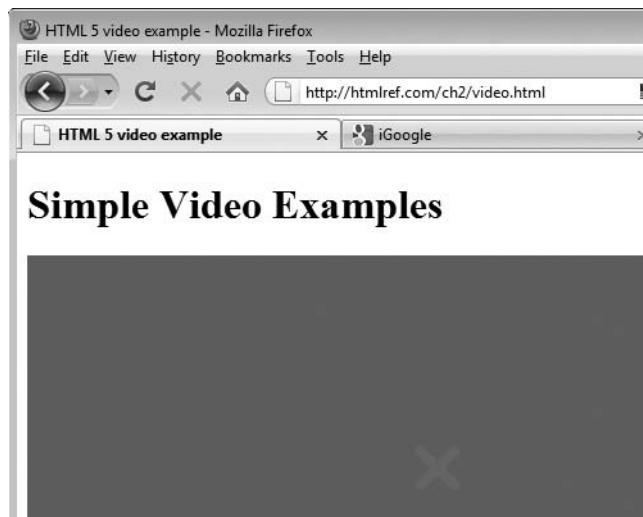 HTML 5 video example - Mozilla Firefox
File Edit View History Bookmarks Tools Help
http://htmlref.com/ch2/video.html
HTML 5 video example x iGoogle
Simple Video Examples